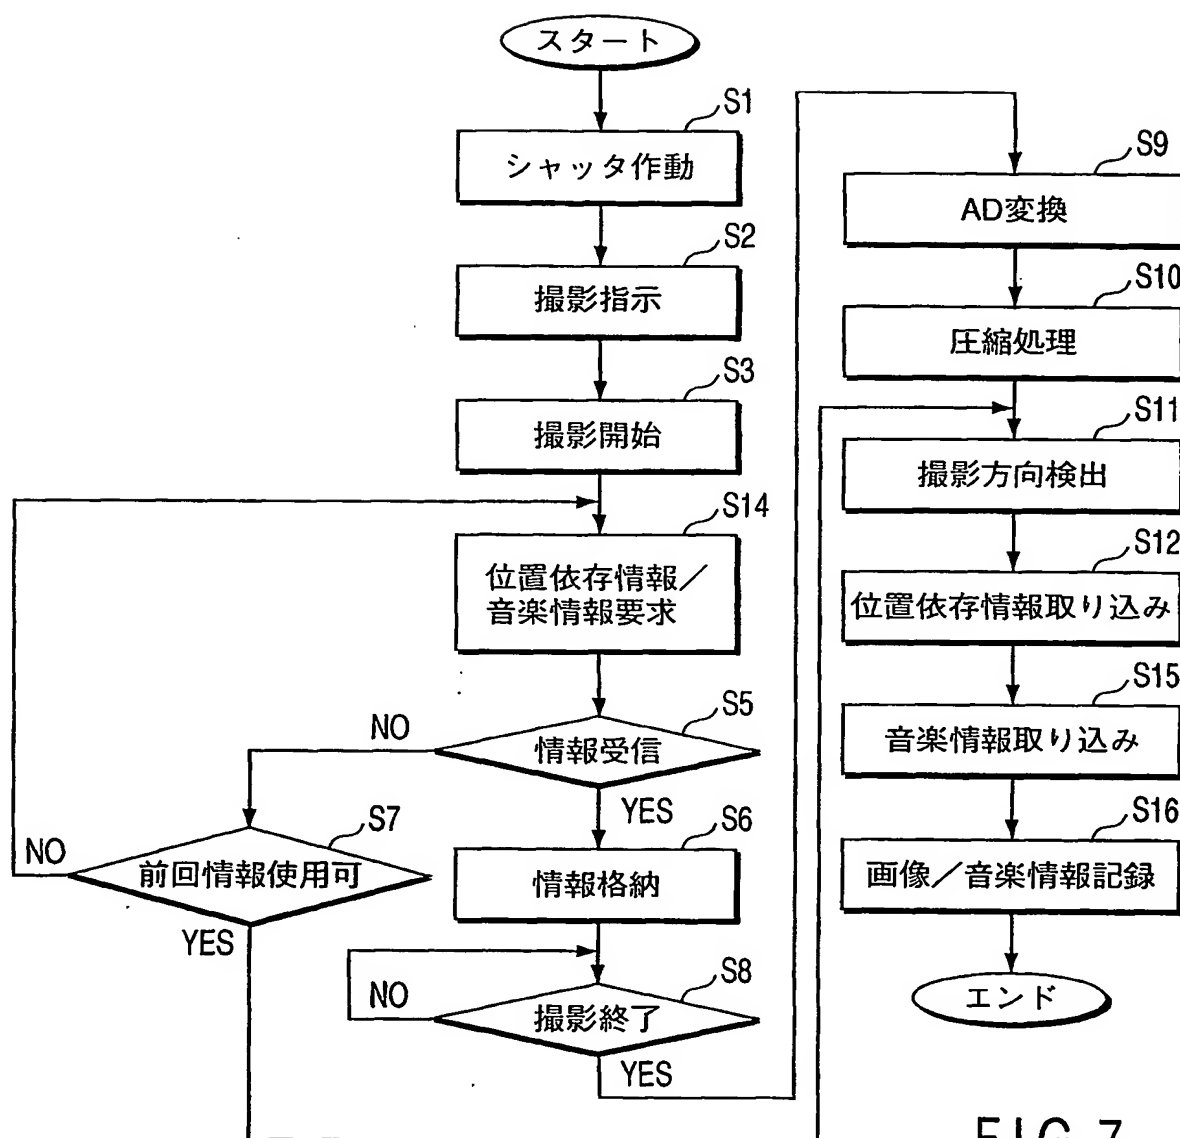 スタート
S1
シャッタ作動
S2
撮影指示
S3
撮影開始
S14
位置依存情報／
音楽情報要求
S5
情報受信
NO
YES
S7
前回情報使用可
NO
YES
S6
情報格納
S8
撮影終了
NO
YES
S9
AD変換
S10
圧縮処理
S11
撮影方向検出
S12
位置依存情報取り込み
S15
音楽情報取り込み
S16
画像／音楽情報記録
エンド
FIG.7